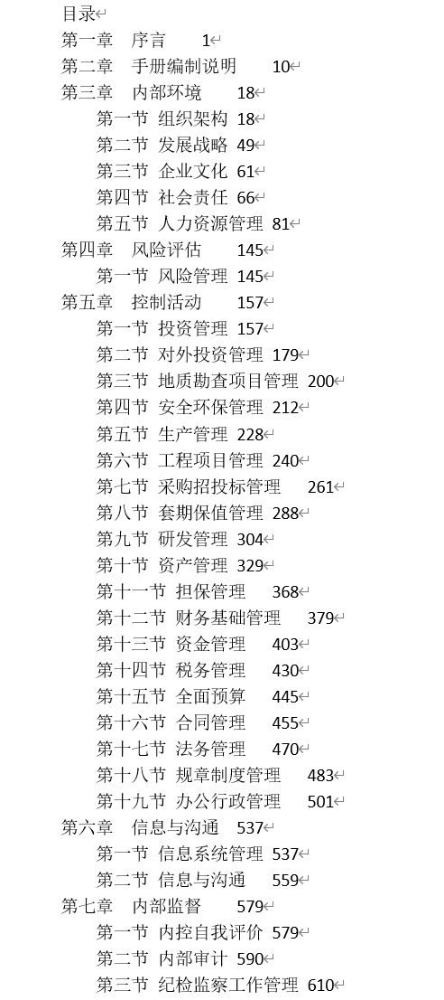 目录
第一章 序言 1
第二章 手册编制说明 10
第三章 内部环境 18
第一节 组织架构 18
第二节 发展战略 49
第三节 企业文化 61
第四节 社会责任 66
第五节 人力资源管理 81
第四章 风险评估 145
第一节 风险管理 145
第五章 控制活动 157
第一节 投资管理 157
第二节 对外投资管理 179
第三节 地质勘查项目管理 200
第四节 安全环保管理 212
第五节 生产管理 228
第六节 工程项目管理 240
第七节 采购招投标管理 261
第八节 套期保值管理 288
第九节 研发管理 304
第十节 资产管理 329
第十一节 担保管理 368
第十二节 财务基础管理 379
第十三节 资金管理 403
第十四节 税务管理 430
第十五节 全面预算 445
第十六节 合同管理 455
第十七节 法务管理 470
第十八节 规章制度管理 483
第十九节 办公行政管理 501
第六章 信息与沟通 537
第一节 信息系统管理 537
第二节 信息与沟通 559
第七章 内部监督 579
第一节 内控自我评价 579
第二节 内部审计 590
第三节 纪检监察工作管理 610